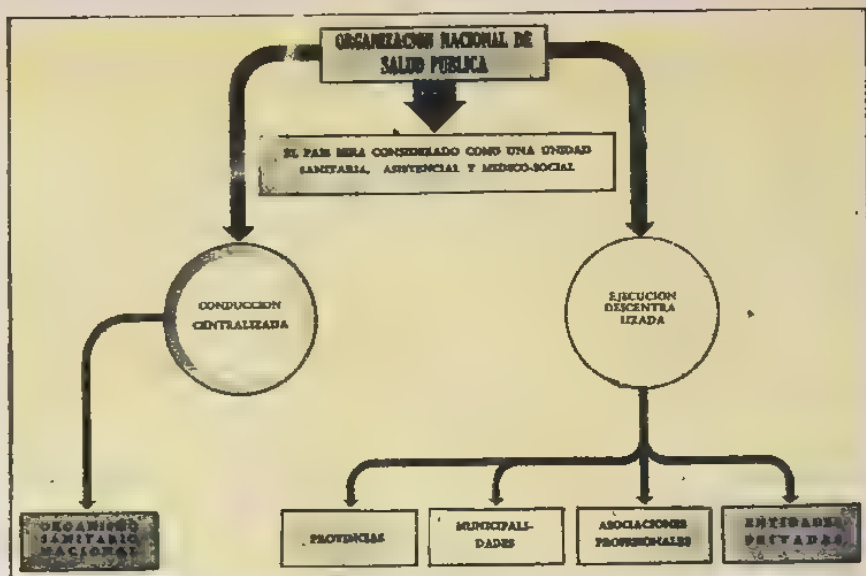 ORGANIZACION NACIONAL DE
SALUD PUBLICA
EL PAIS SERA CONSIDERADO COMO UNA UNIDAD
SANITARIA, ASISTENCIAL Y MEDICO-SOCIAL
CONDUCCION
CENTRALIZADA
EJECUCION
DESCENTRA
LIZADA
ORGANISMO
SANITARIO
NACIONAL
PROVINCIAS
MUNICIPALI-
DADES
ASOCIACIONES
PROFESIONALES
ENTIDADES
PRIVADAS